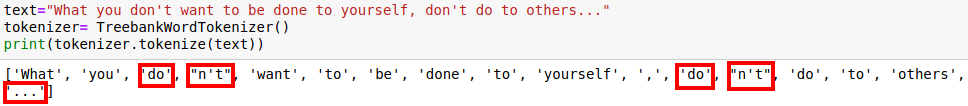 text="What you don't want to be done to yourself, don't do to others..."
tokenizer= TreebankWordTokenizer()
print(tokenizer.tokenize(text))
['What', 'you', 'do', "n't", 'want', 'to', 'be', 'done', 'to', 'yourself', ',', 'do', "n't", 'do', 'to', 'others',
'...']